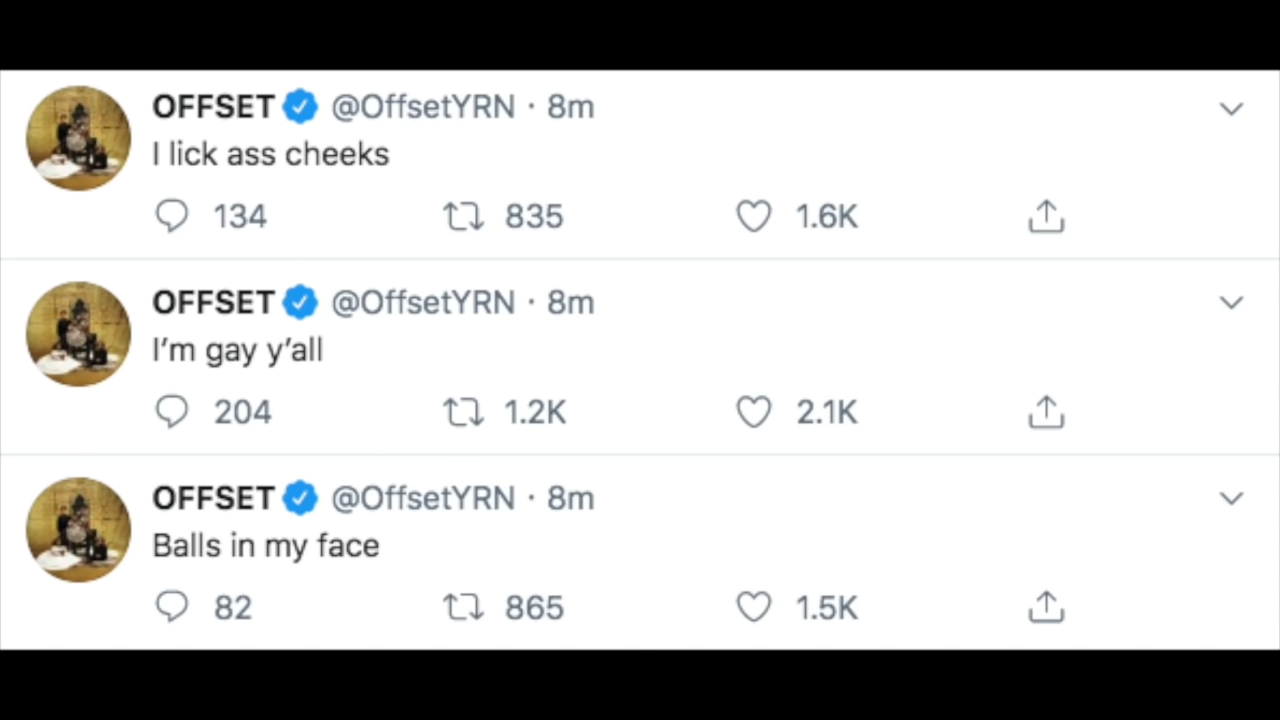 OFFSET @OffsetYRN · 8m
I lick ass cheeks
134 835 1.6K
OFFSET @OffsetYRN · 8m
I’m gay y’all
204 1.2K 2.1K
OFFSET @OffsetYRN · 8m
Balls in my face
82 865 1.5K